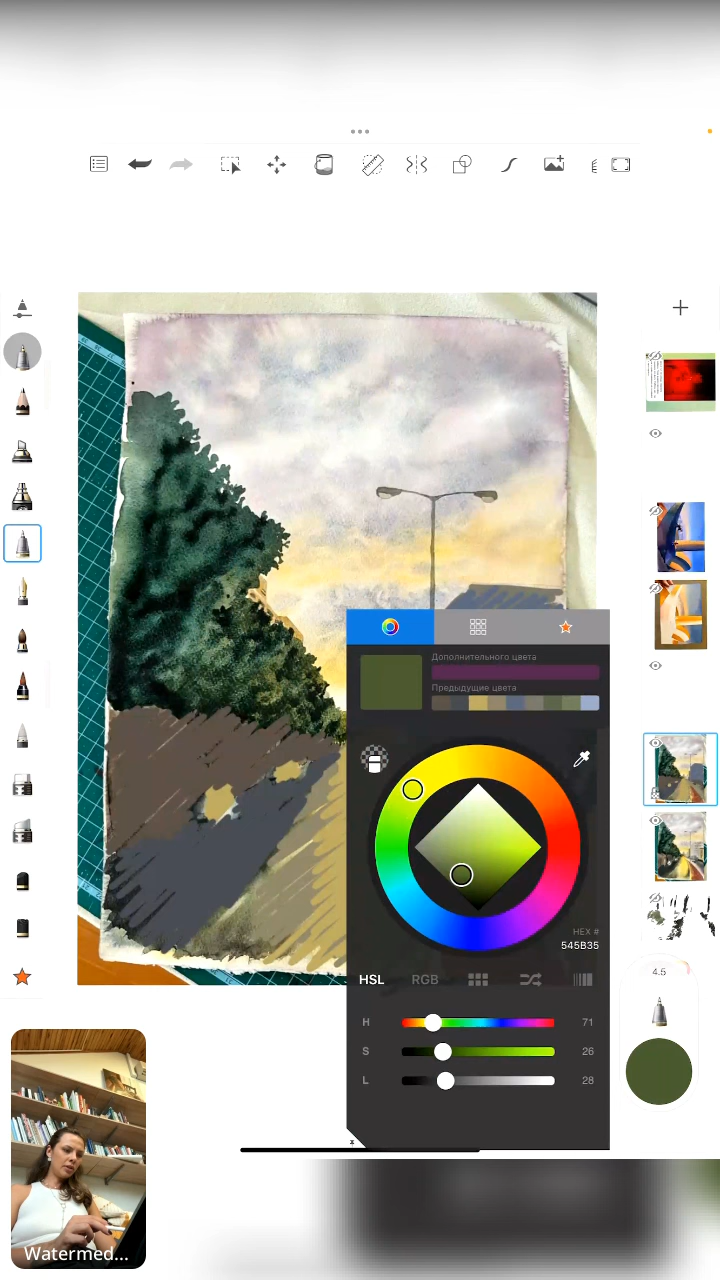 Дополнительного цвета
Предыдущие цвета
HEX #
545B35
HSL
RGB
H
71
S
26
L
28
4.5
Watermed...